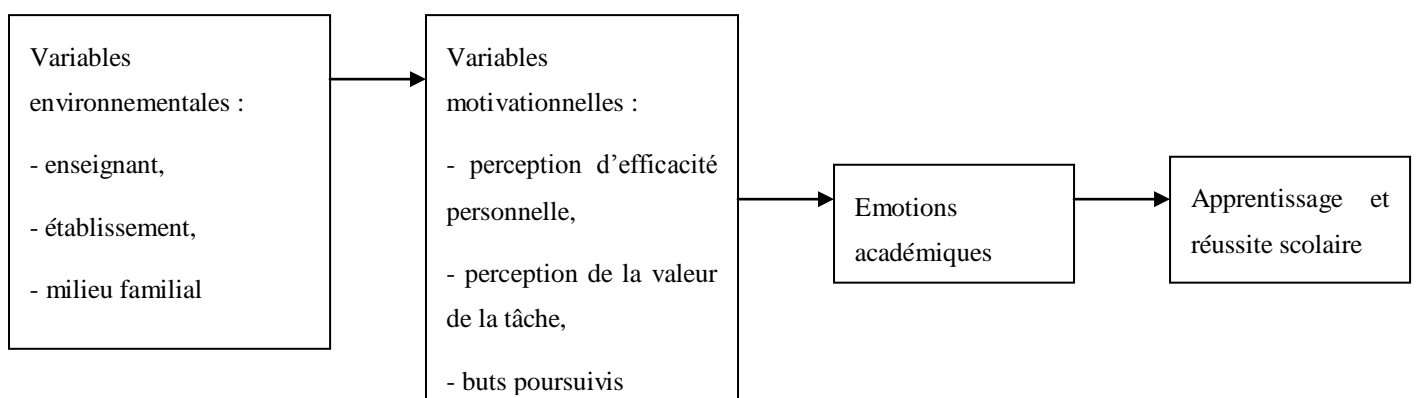 Variables
environnementales :
- enseignant,
- établissement,
- milieu familial
Variables
motivationnelles :
- perception d’efficacité
personnelle,
- perception de la valeur
de la tâche,
- buts poursuivis
Emotions
académiques
Apprentissage et
réussite scolaire